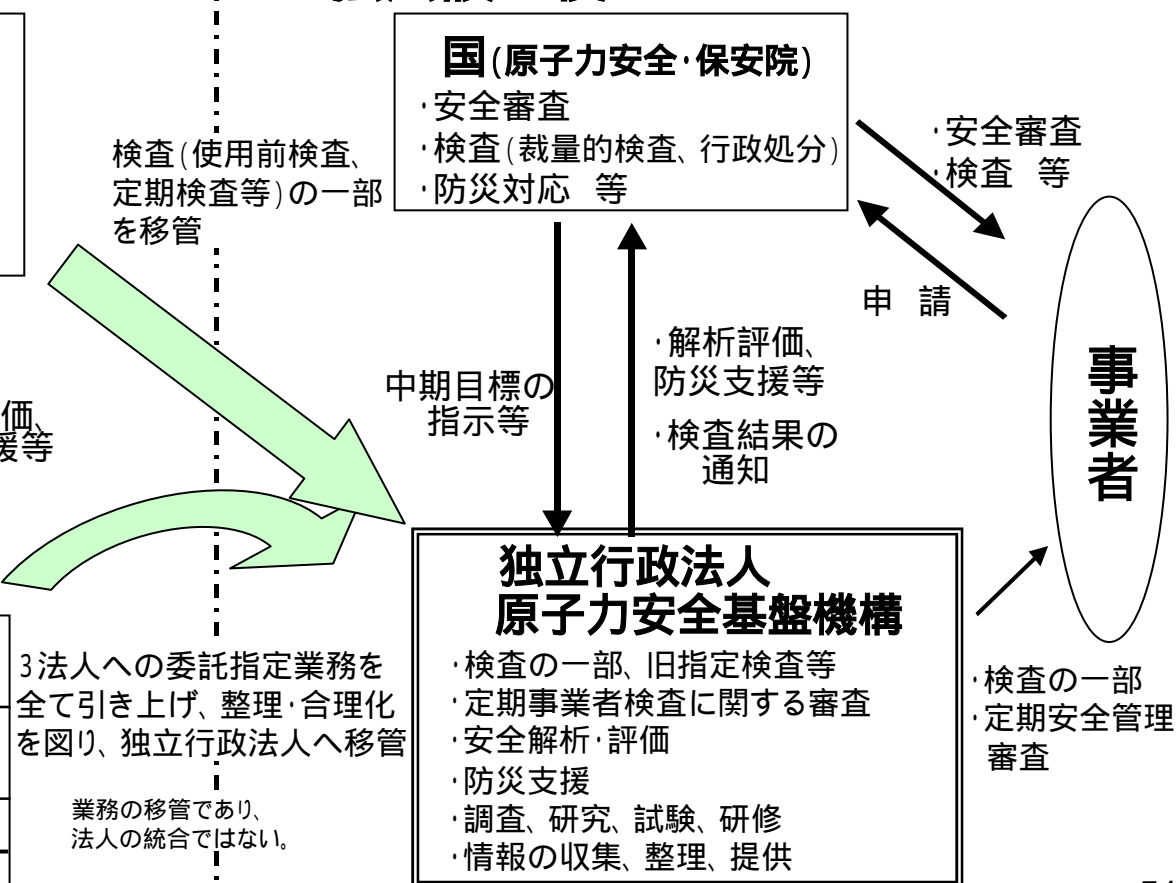 国(原子力安全・保安院)
・安全審査
・検査(裁量的検査、行政処分)
・防災対応 等
検査(使用前検査、
定期検査等)の一部
を移管
・安全審査
・検査 等
申 請
事業者
中期目標の
指示等
・解析評価、
防災支援等
・検査結果の
通知
価、
援等
独立行政法人
原子力安全基盤機構
・検査の一部、旧指定検査等
・定期事業者検査に関する審査
・安全解析・評価
・防災支援
・調査、研究、試験、研修
・情報の収集、整理、提供
3法人への委託指定業務を
全て引き上げ、整理・合理化
を図り、独立行政法人へ移管
業務の移管であり、
法人の統合ではない。
・検査の一部
・定期安全管理
審査